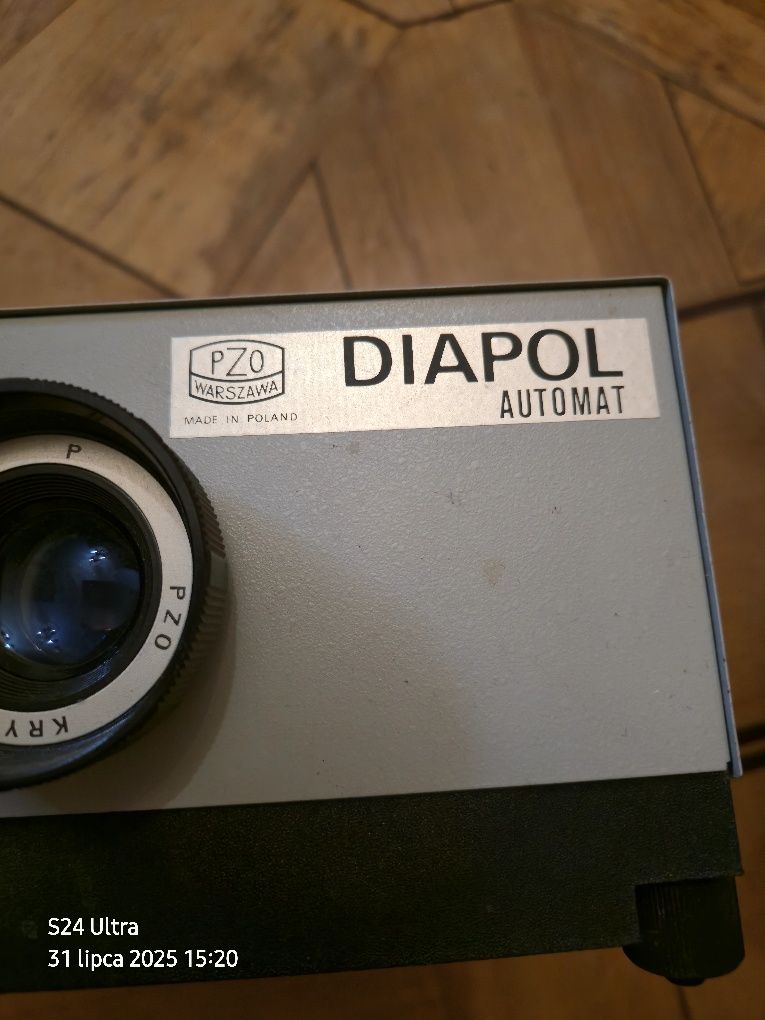 PZO
WARSZAWA
MADE IN POLAND
DIAPOL
AUTOMAT
P
PZO
KRY
S24 Ultra
31 lipca 2025 15:20